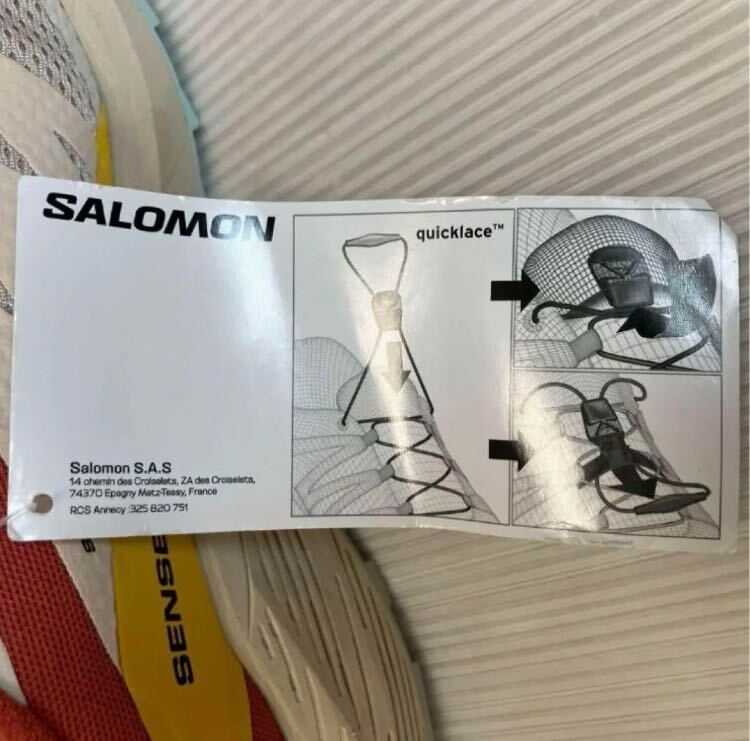 SALOMON
quicklace™
Salomon S.A.S
14 chemin des Croiselets, ZA des Croiselets,
74370 Epagny Metz-Tessy, France
RCS Annecy :325 820 751
SENSE